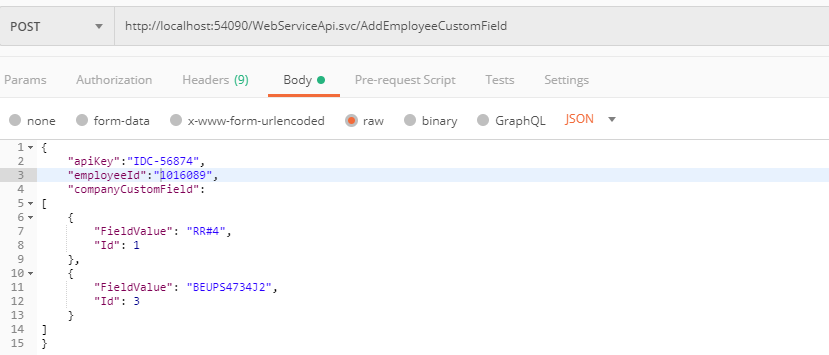 POST http://localhost:54090/WebServiceApi.svc/AddEmployeeCustomField
Params Authorization Headers (9) Body Pre-request Script Tests Settings
none form-data x-www-form-urlencoded raw binary GraphQL JSON
1 {
2 "apiKey":"IDC-56874",
3 "employeeId":"1016089",
4 "companyCustomField":
5 [
6 {
7 "FieldValue": "RR#4",
8 "Id": 1
9 },
10 {
11 "FieldValue": "BEUPS4734J2",
12 "Id": 3
13 }
14 ]
15 }